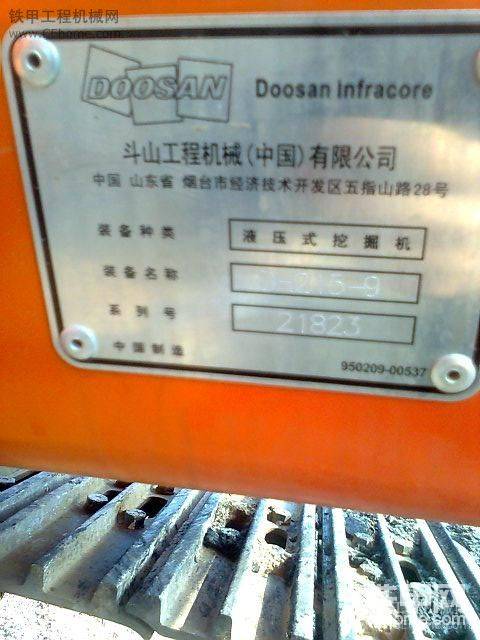 铁甲工程机械网
www.CEhome.com
DOOSAN
Doosan Infracore
斗山工程机械(中国)有限公司
中国 山东省 烟台市经济技术开发区五指山路28号
装备种类
液压式挖掘机
装备名称
系列号
21823
中国制造
950209-00537